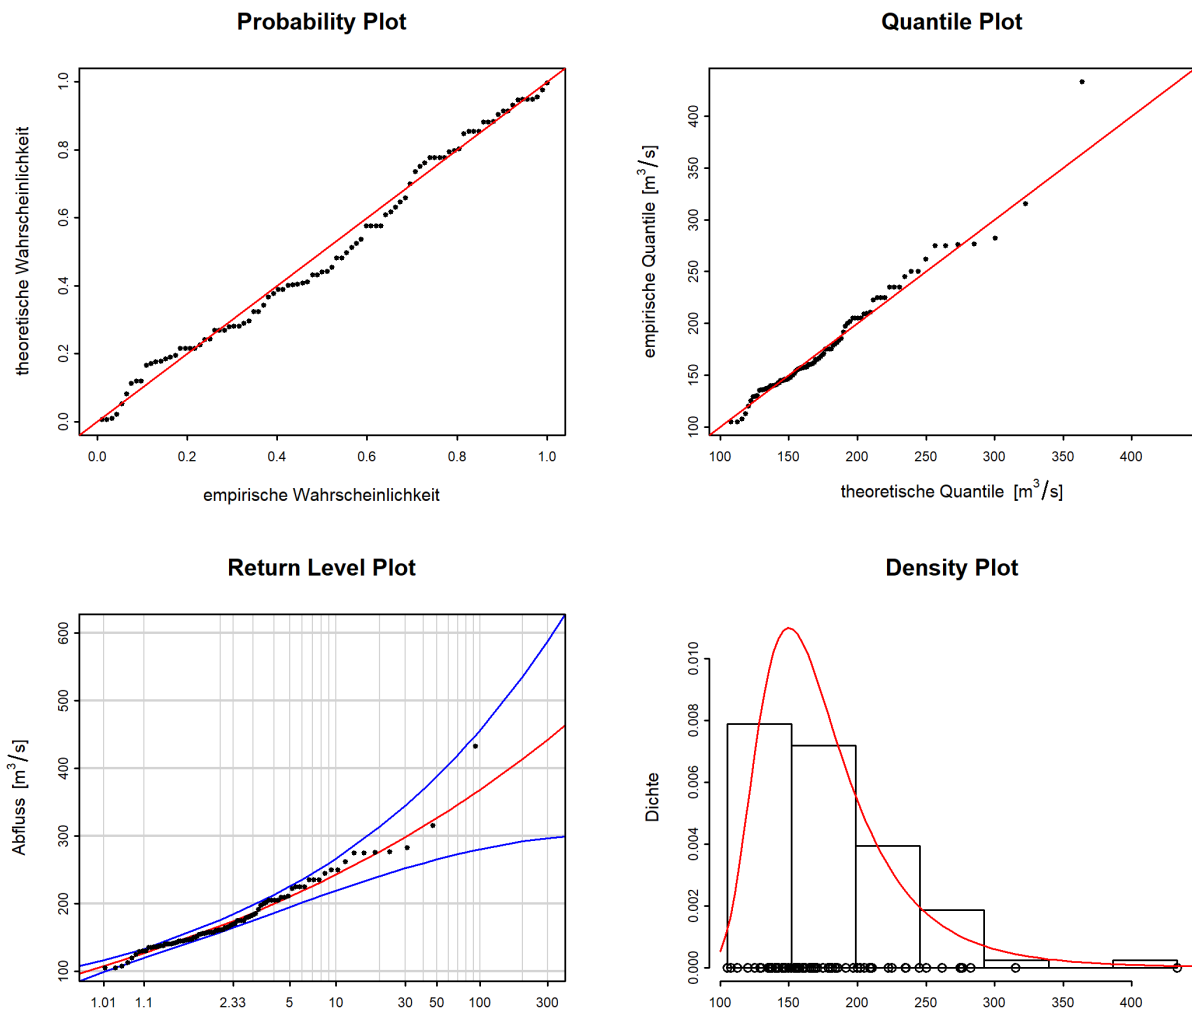 Probability Plot
theoretische Wahrscheinlichkeit
0.0 0.2 0.4 0.6 0.8 1.0
0.0 0.2 0.4 0.6 0.8 1.0
empirische Wahrscheinlichkeit
Quantile Plot
empirische Quantile [m³/s]
100 150 200 250 300 350 400
100 150 200 250 300 350 400
theoretische Quantile [m³/s]
Return Level Plot
Abfluss [m³/s]
100 200 300 400 500 600
1.01 1.1 2.33 5 10 30 50 100 300
Density Plot
Dichte
0.000 0.002 0.004 0.006 0.008 0.010
100 150 200 250 300 350 400